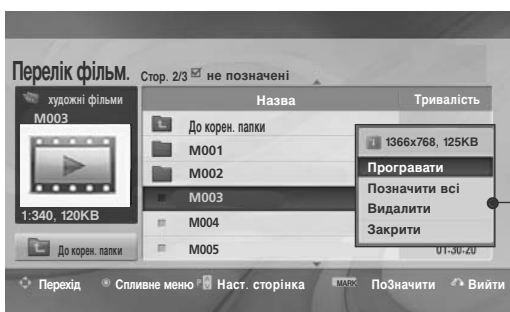 Перелік фільм. Стор. 2/3 не позначені
художні фільми
M003
1:340, 120KB
До корен. папки
Назва Тривалість
До корен. папки
M001
M002
M003
M004
M005 01:30:20
1366x768, 125KB
Програвати
Позначити всі
Видалити
Закрити
Перехід Спливне меню P Наст. сторінка MARK ПоЗначити Вийти